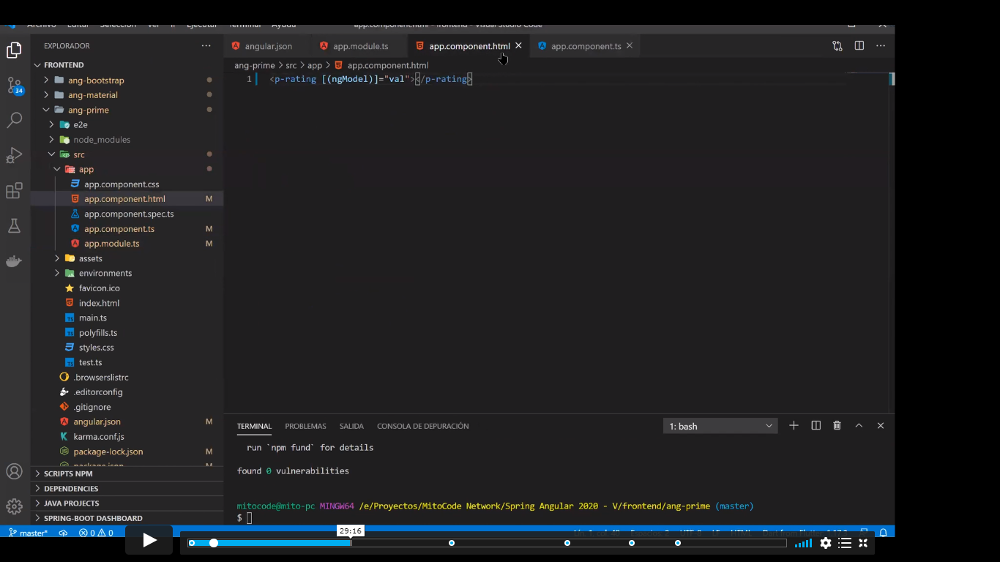 Archivo Editar Selección Ver Ir Ejecutar Terminal Ayuda app.component.html - frontend - Visual Studio Code
EXPLORADOR
angular.json app.module.ts app.component.html app.component.ts
FRONTEND
ang-prime > src > app > app.component.html
1 <p-rating [(ngModel)]="val"></p-rating>
ang-bootstrap
ang-material
ang-prime
e2e
node_modules
src
app
app.component.css
app.component.html M
app.component.spec.ts
app.component.ts M
app.module.ts M
assets
environments
favicon.ico
index.html
main.ts
polyfills.ts
styles.css
test.ts
.browserslistrc
.editorconfig
.gitignore
angular.json M
karma.conf.js
package-lock.json M
package.json M
SCRIPTS NPM
DEPENDENCIES
JAVA PROJECTS
SPRING-BOOT DASHBOARD
34
TERMINAL PROBLEMAS SALIDA CONSOLA DE DEPURACIÓN 1: bash
run `npm fund` for details
found 0 vulnerabilities
mitocode@mito-pc MINGW64 /e/Proyectos/MitoCode Network/Spring Angular 2020 - V/frontend/ang-prime (master)
$
master* 0 0 Espacios: 2 UTF-8 LF HTML
29:16